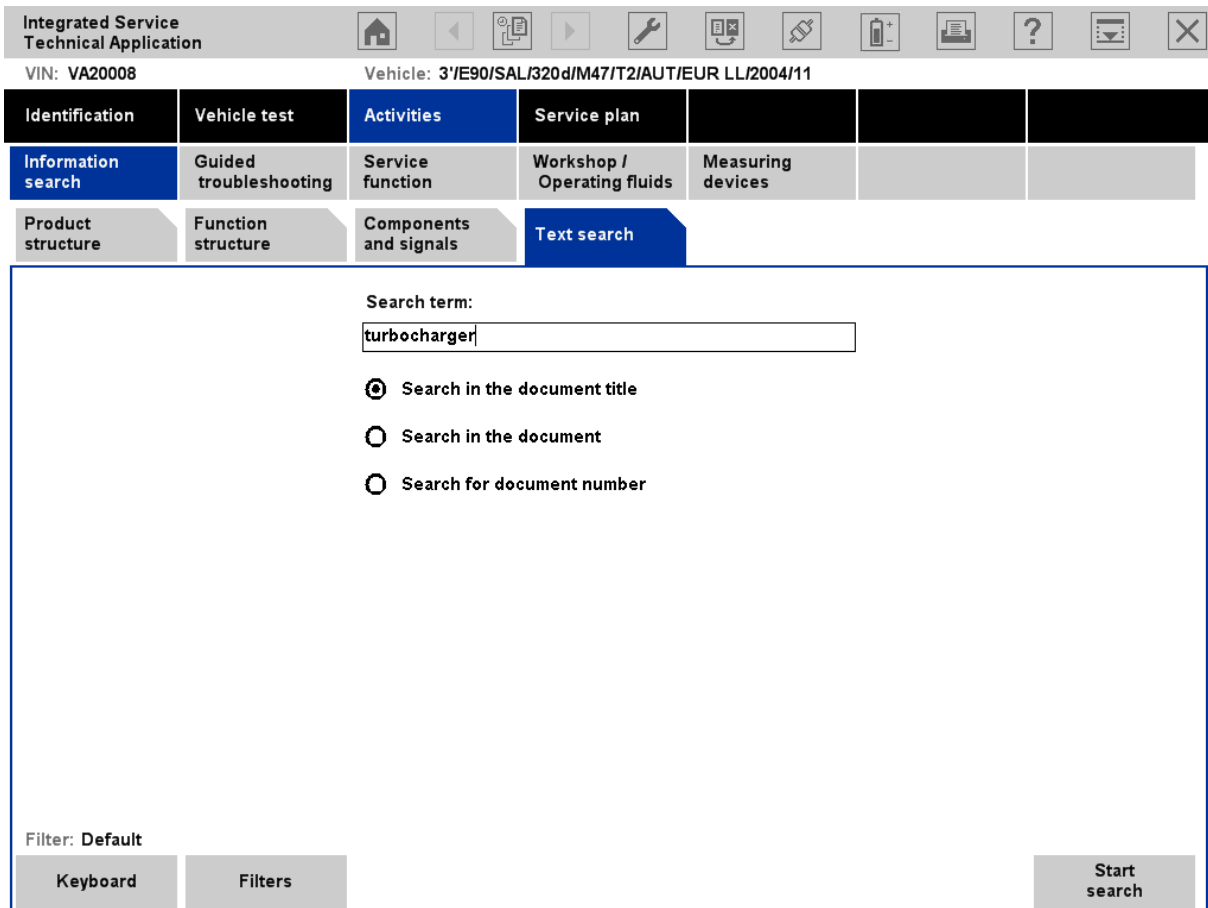 Integrated Service
Technical Application
VIN: VA20008
Vehicle: 3'/E90/SAL/320d/M47/T2/AUT/EUR LL/2004/11
Identification
Vehicle test
Activities
Service plan
Information
search
Guided
troubleshooting
Service
function
Workshop /
Operating fluids
Measuring
devices
Product
structure
Function
structure
Components
and signals
Text search
Search term:
turbocharger
Search in the document title
Search in the document
Search for document number
Filter: Default
Keyboard
Filters
Start
search